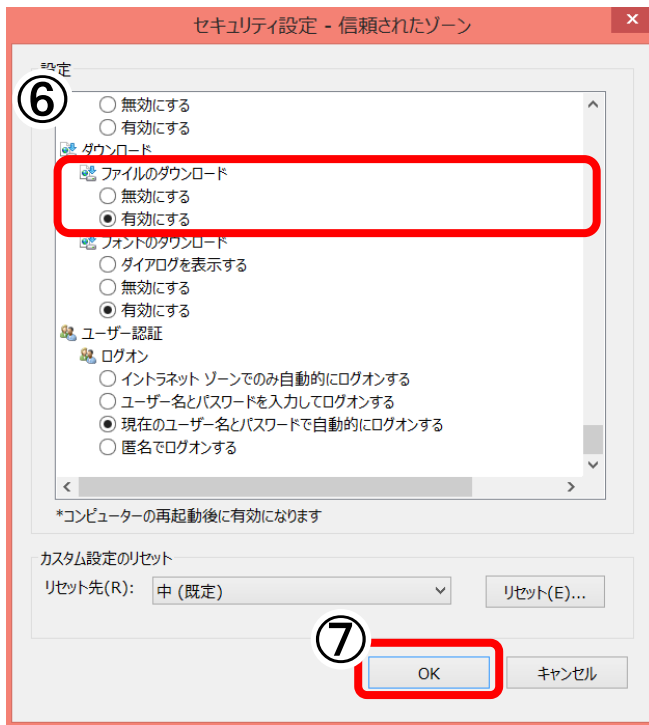 セキュリティ設定 - 信頼されたゾーン
×
設定
⑥
無効にする
有効にする
ダウンロード
ファイルのダウンロード
無効にする
有効にする
フォントのダウンロード
ダイアログを表示する
無効にする
有効にする
ユーザー認証
ログオン
イントラネット ゾーンでのみ自動的にログオンする
ユーザー名とパスワードを入力してログオンする
現在のユーザー名とパスワードで自動的にログオンする
匿名でログオンする
*コンピューターの再起動後に有効になります
カスタム設定のリセット
リセット先(R): 中 (既定) リセット(E)...
⑦
OK キャンセル